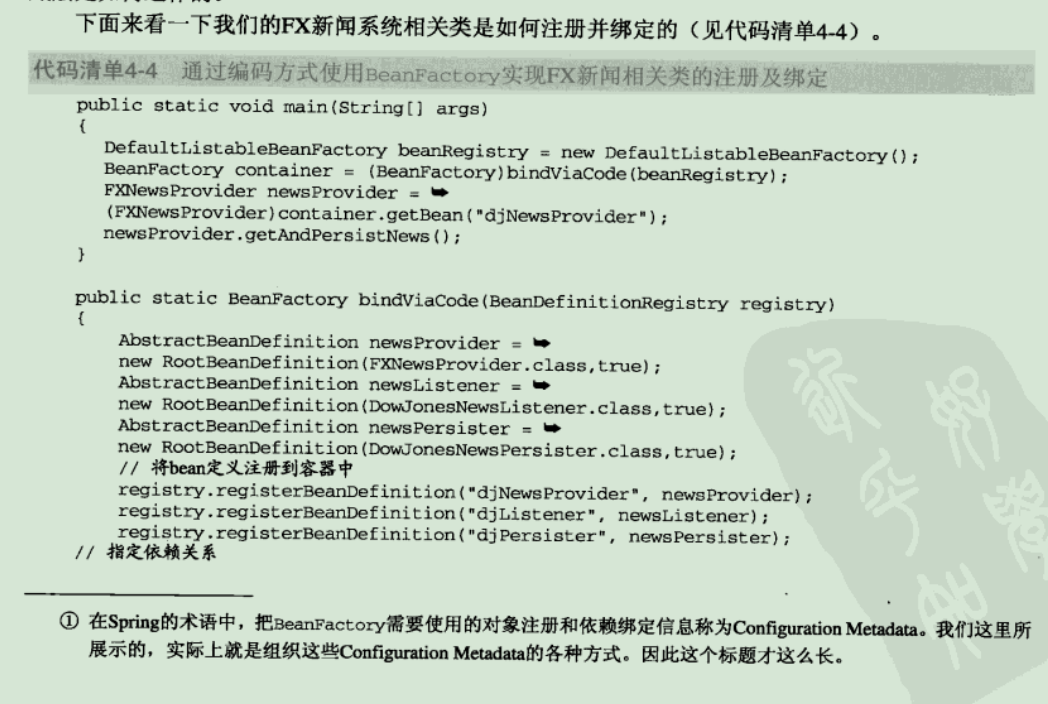 下面来看一下我们的FX新闻系统相关类是如何注册并绑定的（见代码清单4-4）。
代码清单4-4 通过编码方式使用BeanFactory实现FX新闻相关类的注册及绑定
public static void main(String[] args)
{
DefaultListableBeanFactory beanRegistry = new DefaultListableBeanFactory();
BeanFactory container = (BeanFactory)bindViaCode(beanRegistry);
FXNewsProvider newsProvider = ➥
(FXNewsProvider)container.getBean("djNewsProvider");
newsProvider.getAndPersistNews();
}
public static BeanFactory bindViaCode(BeanDefinitionRegistry registry)
{
AbstractBeanDefinition newsProvider = ➥
new RootBeanDefinition(FXNewsProvider.class,true);
AbstractBeanDefinition newsListener = ➥
new RootBeanDefinition(DowJonesNewsListener.class,true);
AbstractBeanDefinition newsPersister = ➥
new RootBeanDefinition(DowJonesNewsPersister.class,true);
// 将bean定义注册到容器中
registry.registerBeanDefinition("djNewsProvider", newsProvider);
registry.registerBeanDefinition("djListener", newsListener);
registry.registerBeanDefinition("djPersister", newsPersister);
// 指定依赖关系
① 在Spring的术语中，把BeanFactory需要使用的对象注册和依赖绑定信息称为Configuration Metadata。我们这里所
展示的，实际上就是组织这些Configuration Metadata的各种方式。因此这个标题才这么长。